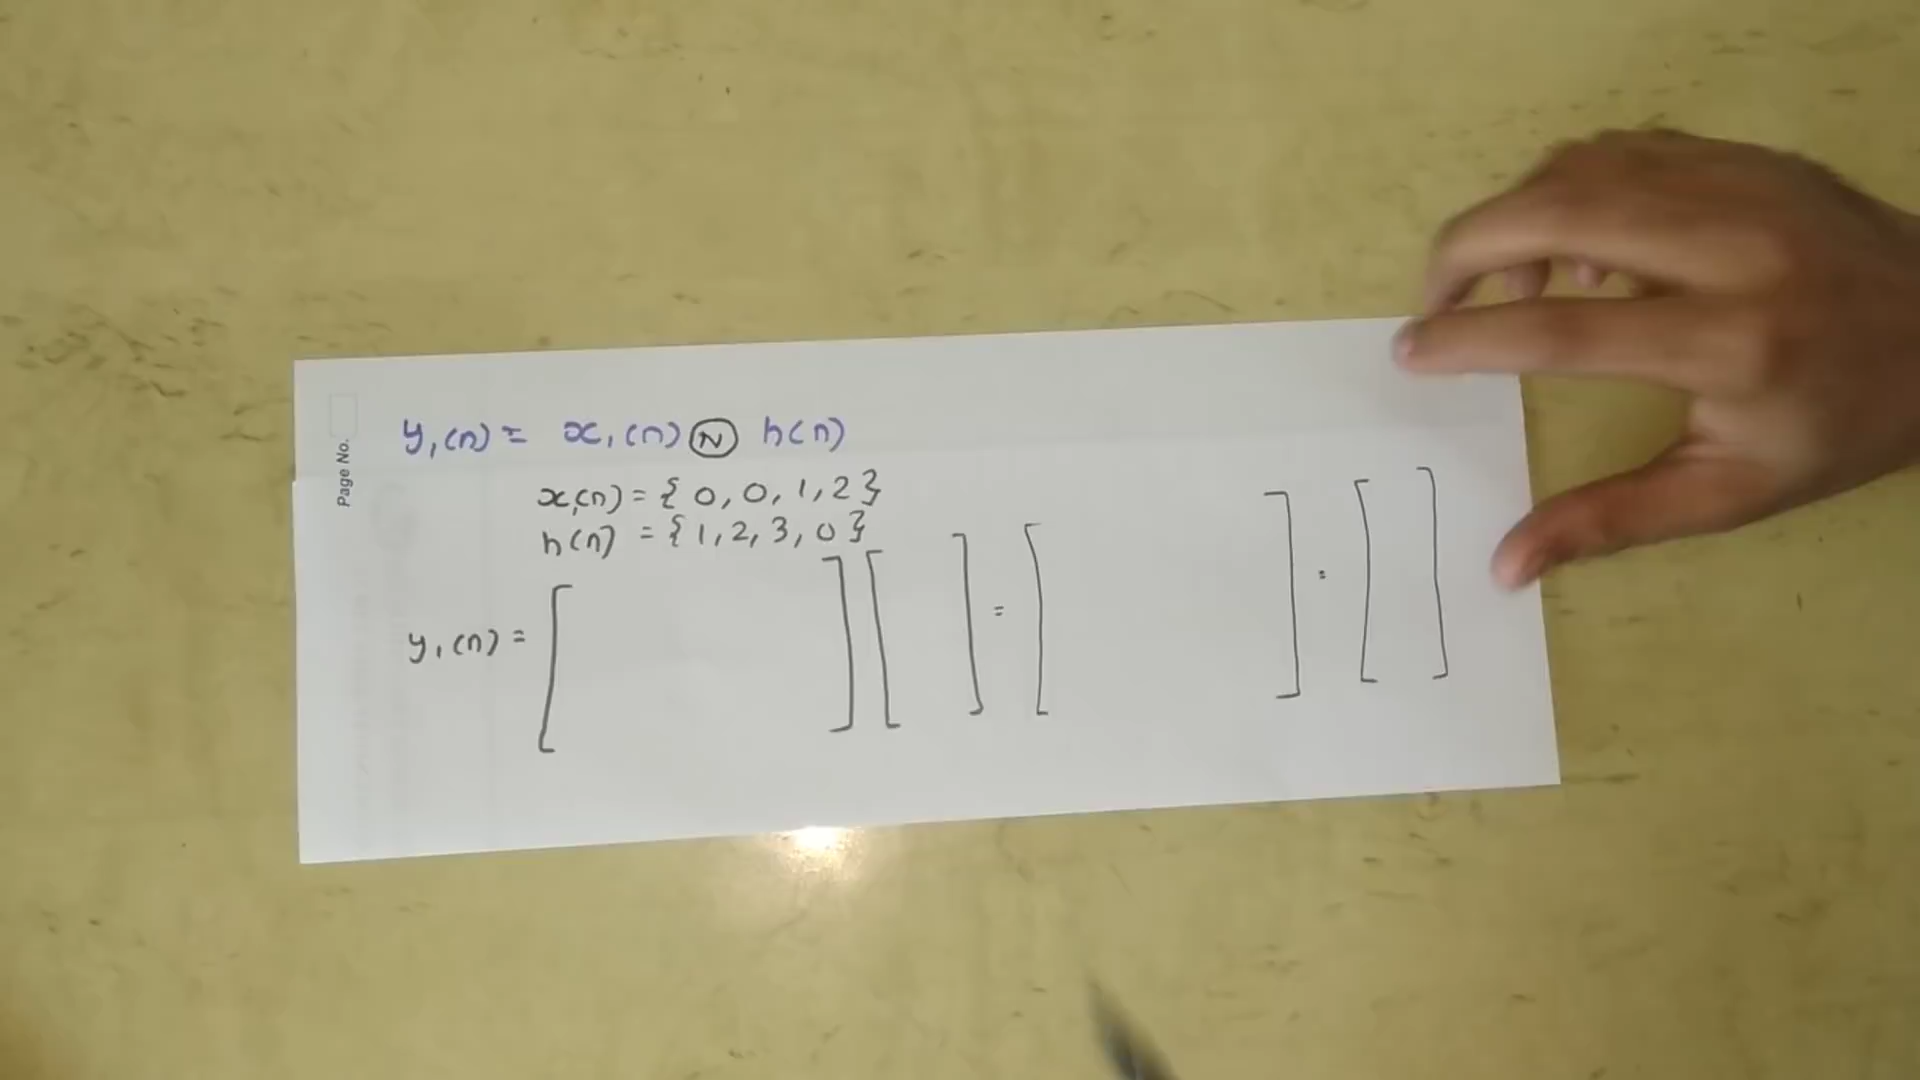 Page No.
y₁(n) = x₁(n) Ⓝ h(n)
x₁(n) = { 0, 0, 1, 2 }
h(n) = { 1, 2, 3, 0 }
y₁(n) = [ ] [ ] = [ ] . [ ]